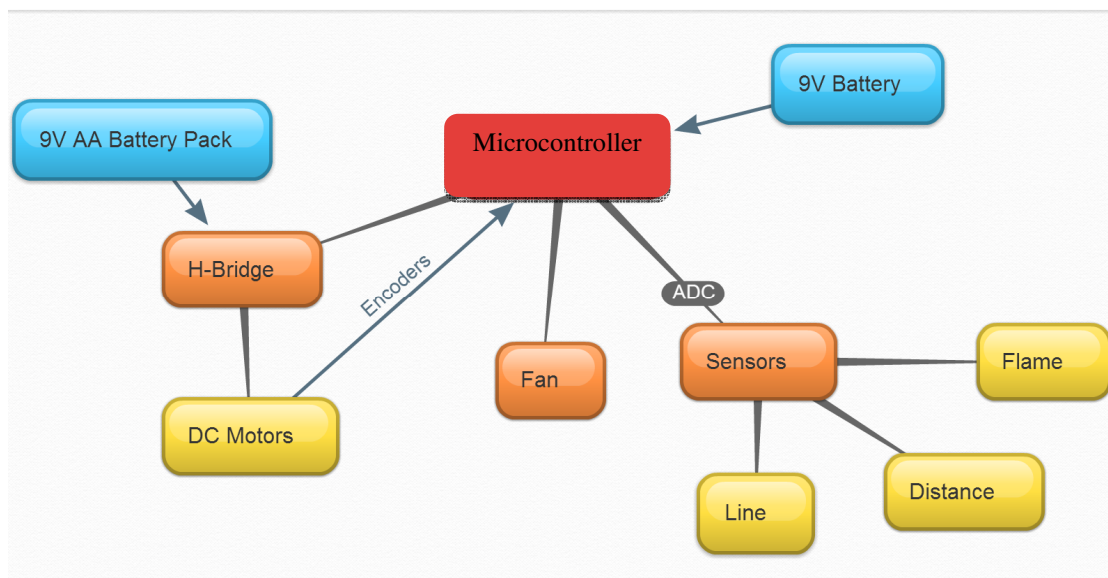 9V Battery
9V AA Battery Pack
Microcontroller
H-Bridge
Encoders
ADC
Fan
Sensors
Flame
DC Motors
Line
Distance